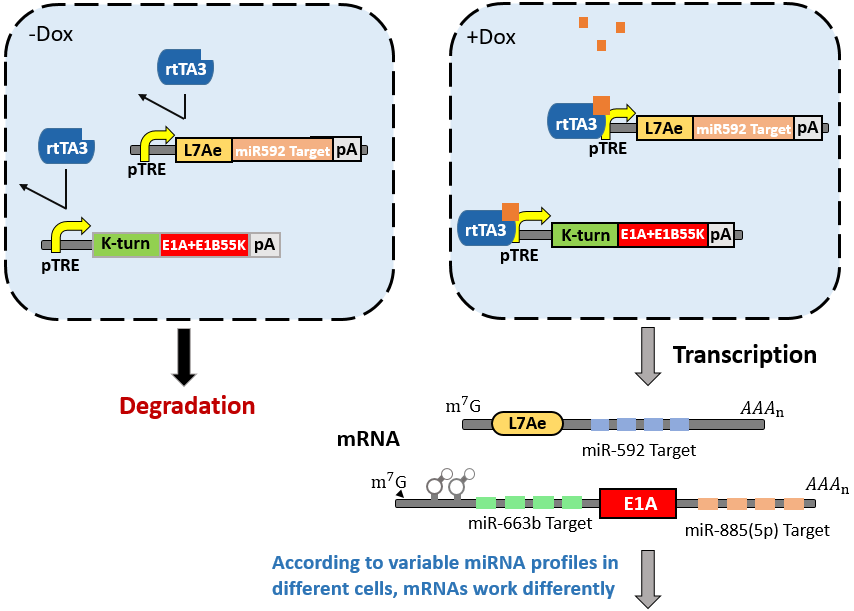 -Dox
rtTA3
rtTA3
L7Ae
miR592 Target
pA
pTRE
K-turn
E1A+E1B55K
pA
pTRE
Degradation
+Dox
rtTA3
L7Ae
miR592 Target
pA
pTRE
rtTA3
K-turn
E1A+E1B55K
pA
pTRE
Transcription
mRNA
m⁷G
L7Ae
AAAₙ
miR-592 Target
m⁷G
E1A
AAAₙ
miR-663b Target
miR-885(5p) Target
According to variable miRNA profiles in
different cells, mRNAs work differently